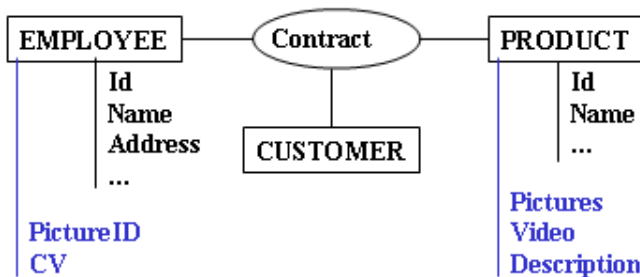 EMPLOYEE
Contract
PRODUCT
Id
Name
Address
...
CUSTOMER
Id
Name
...
PictureID
CV
Pictures
Video
Description